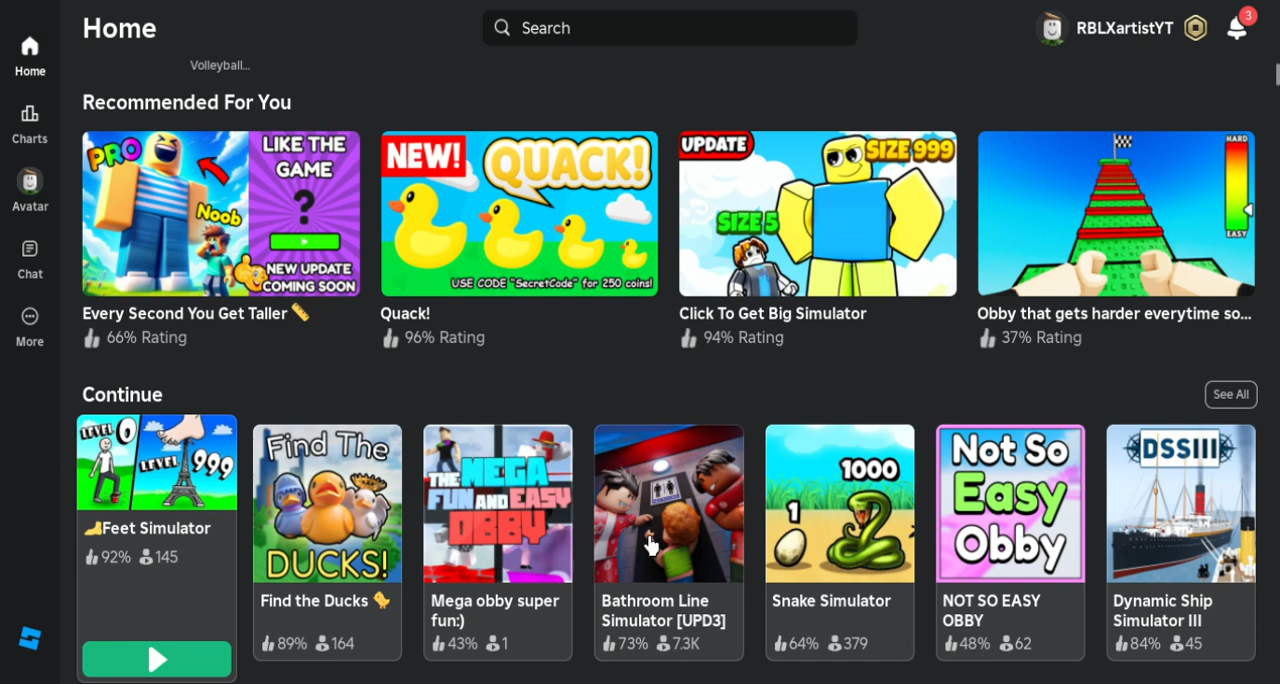 Home
Search
RBLXartistYT
3
Home
Charts
Avatar
Chat
More
Volleyball...
Recommended For You
PRO
Noob
LIKE THE
GAME
?
NEW UPDATE
COMING SOON
Every Second You Get Taller
66% Rating
NEW!
QUACK!
USE CODE "SecretCode" for 250 coins!
Quack!
96% Rating
UPDATE
SIZE 999
SIZE 5
Click To Get Big Simulator
94% Rating
HARD
EASY
Obby that gets harder everytime so...
37% Rating
Continue
See All
LEVEL 0
LEVEL 999
Feet Simulator
92% 145
Find The
DUCKS!
Find the Ducks
89% 164
THE MEGA
FUN AND EASY
OBBY
Mega obby super
fun:)
43% 1
Bathroom Line
Simulator [UPD3]
73% 7.3K
1000
1
Snake Simulator
64% 379
Not So
Easy
Obby
NOT SO EASY
OBBY
48% 62
DSSIII
Dynamic Ship
Simulator III
84% 45